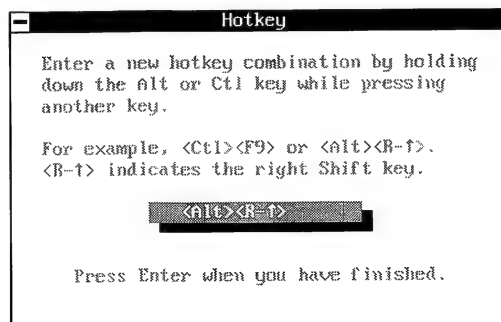 Hotkey
Enter a new hotkey combination by holding
down the Alt or Ctl key while pressing
another key.
For example, <Ctl><F9> or <Alt><R-↑>.
<R-↑> indicates the right Shift key.
<Alt><R-↑>
Press Enter when you have finished.